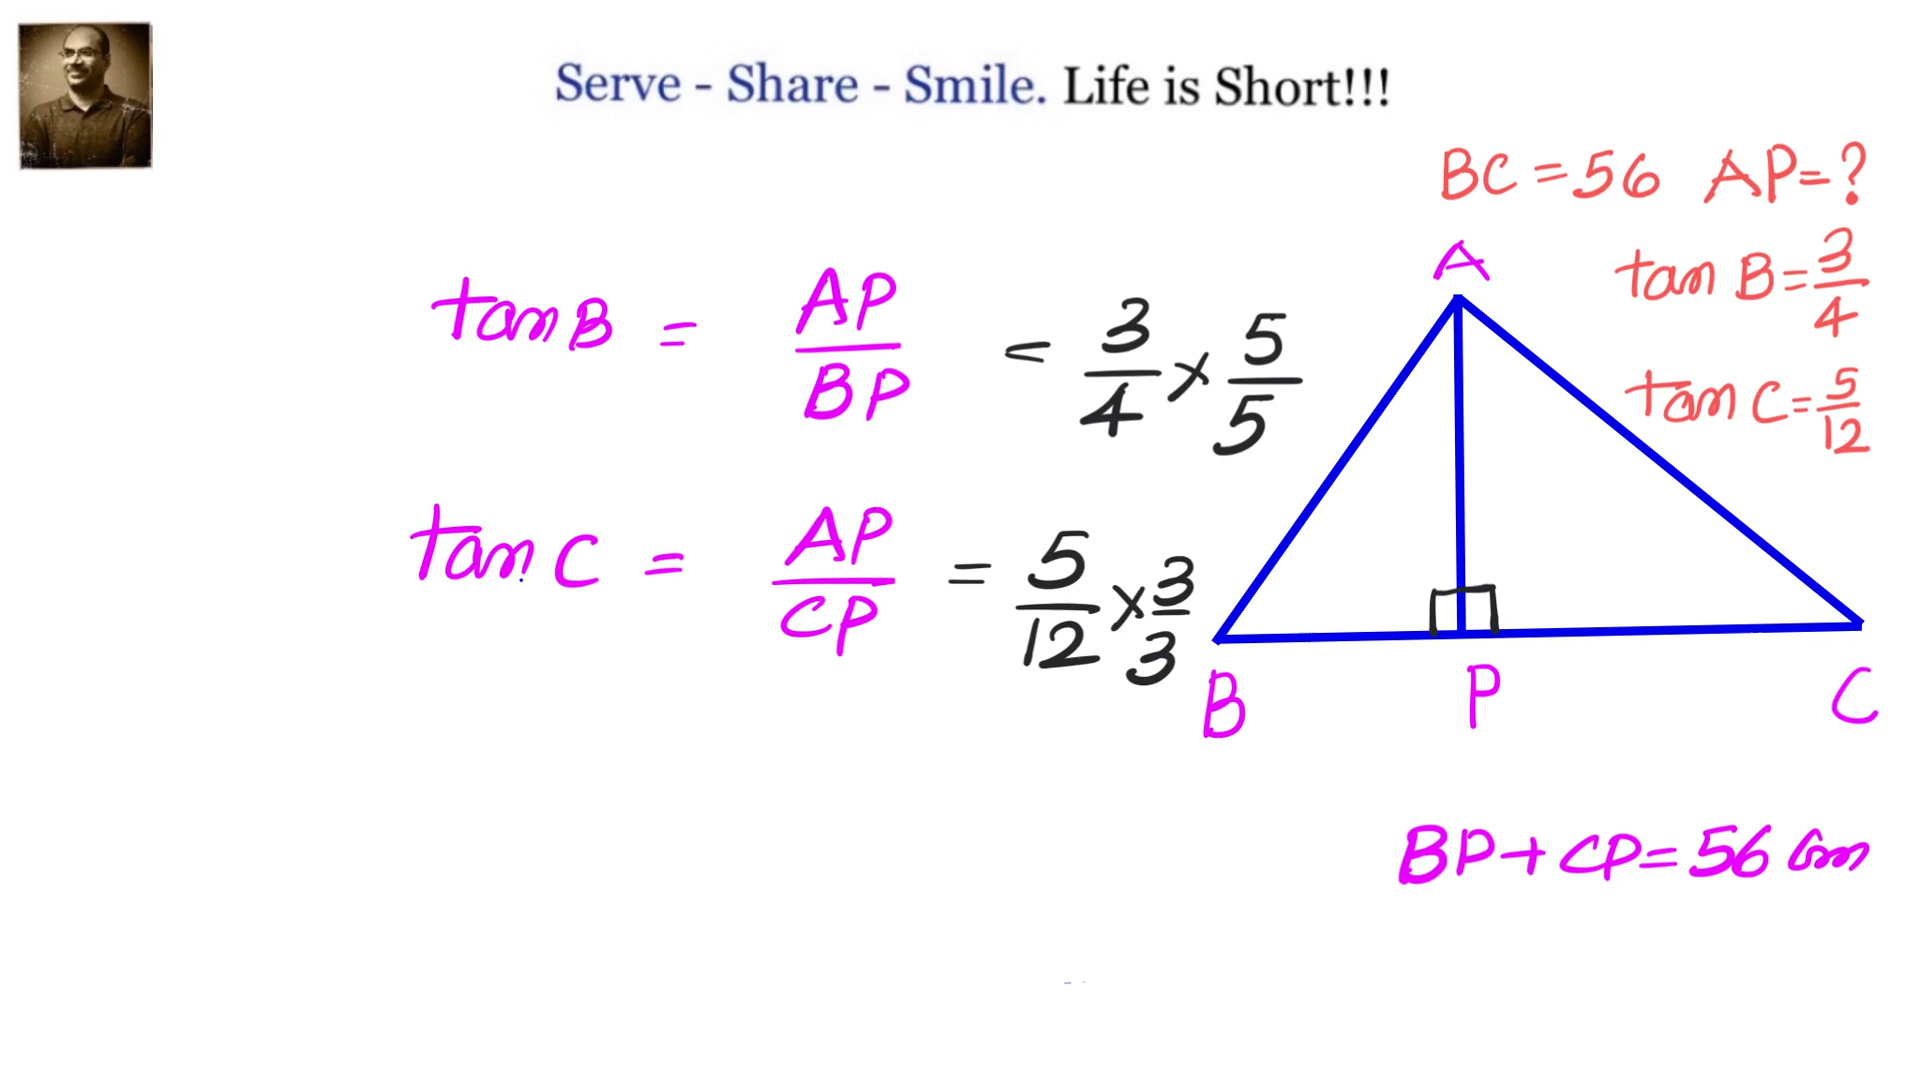 Serve - Share - Smile. Life is Short!!!
BC = 56 AP = ?
tan B = 3/4
tan C = 5/12
tan B = AP/BP = 3/4 × 5/5
tan C = AP/CP = 5/12 × 3/3
A
B P C
BP + CP = 56 cm